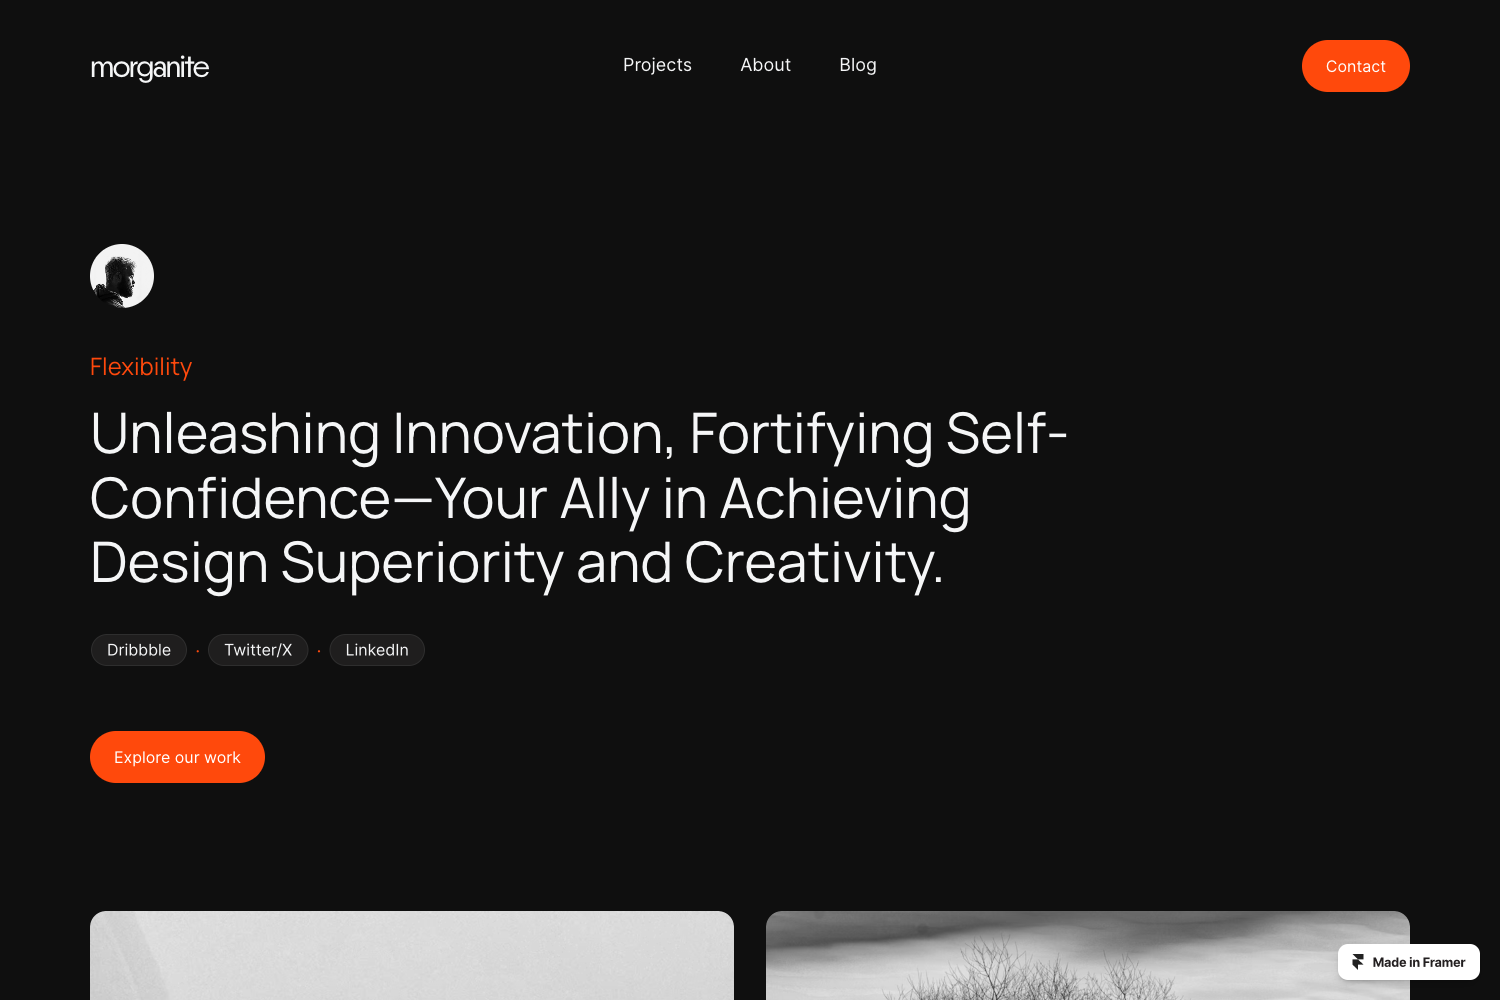 morganite
Projects
About
Blog
Contact
Flexibility
Unleashing Innovation, Fortifying Self-
Confidence—Your Ally in Achieving
Design Superiority and Creativity.
Dribbble · Twitter/X · LinkedIn
Explore our work
Made in Framer